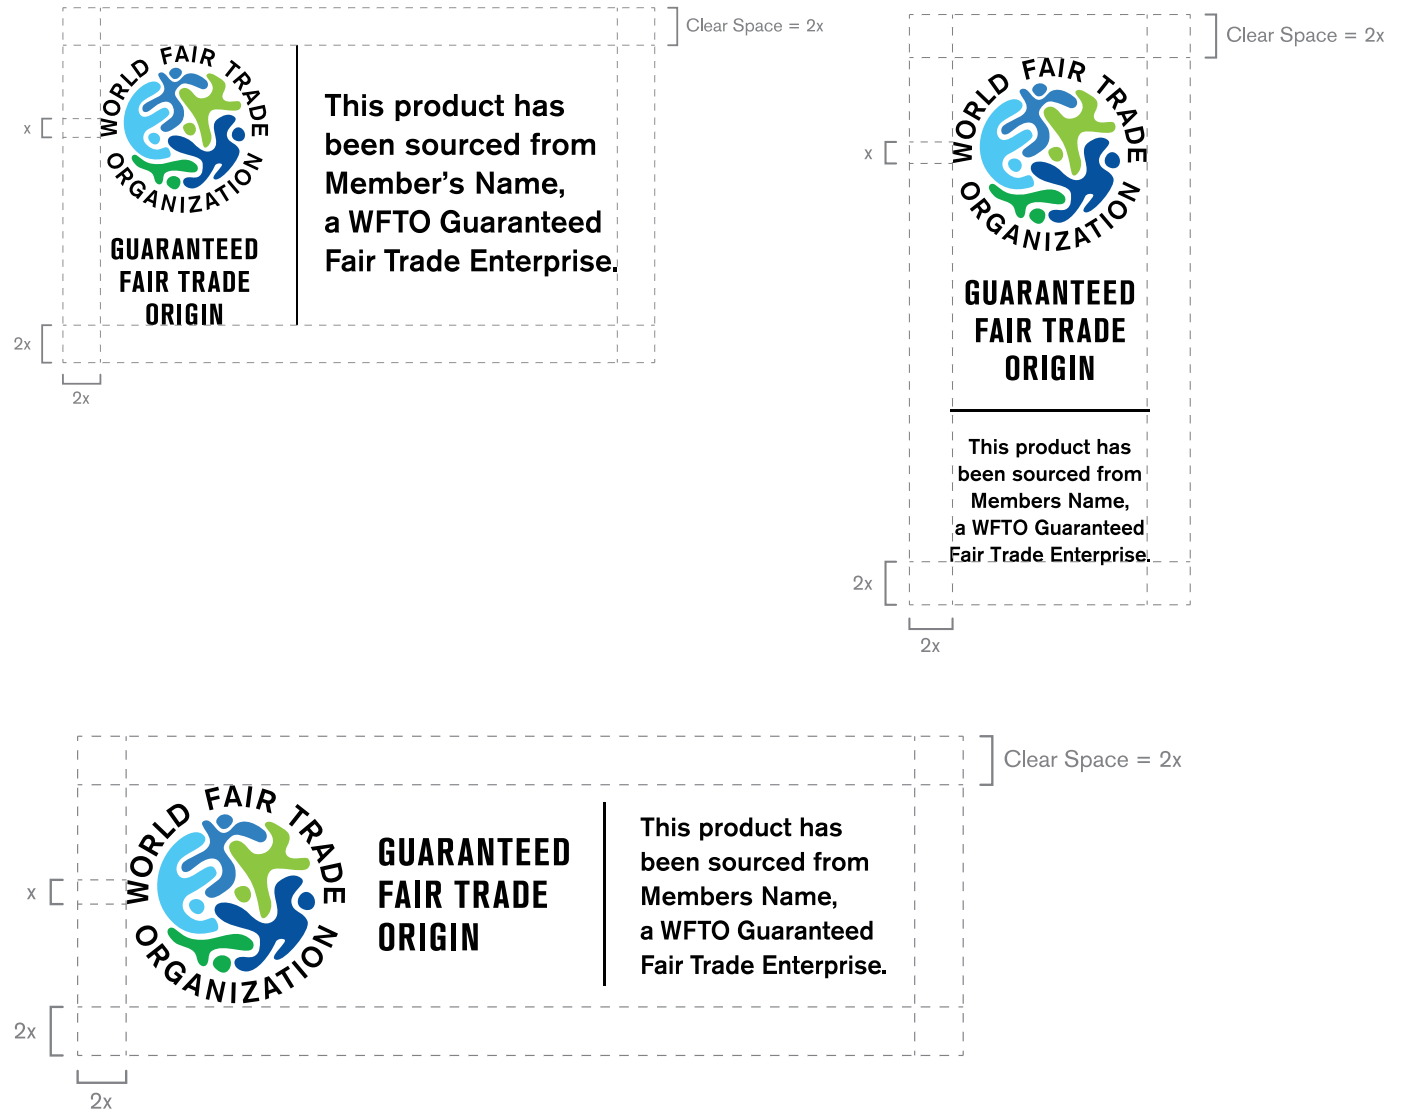 Clear Space = 2x
WORLD FAIR TRADE
ORGANIZATION
x
GUARANTEED
FAIR TRADE
ORIGIN
This product has
been sourced from
Member's Name,
a WFTO Guaranteed
Fair Trade Enterprise.
2x
2x
Clear Space = 2x
WORLD FAIR TRADE
ORGANIZATION
x
GUARANTEED
FAIR TRADE
ORIGIN
This product has
been sourced from
Members Name,
a WFTO Guaranteed
Fair Trade Enterprise.
2x
2x
Clear Space = 2x
WORLD FAIR TRADE
ORGANIZATION
x
GUARANTEED
FAIR TRADE
ORIGIN
This product has
been sourced from
Members Name,
a WFTO Guaranteed
Fair Trade Enterprise.
2x
2x